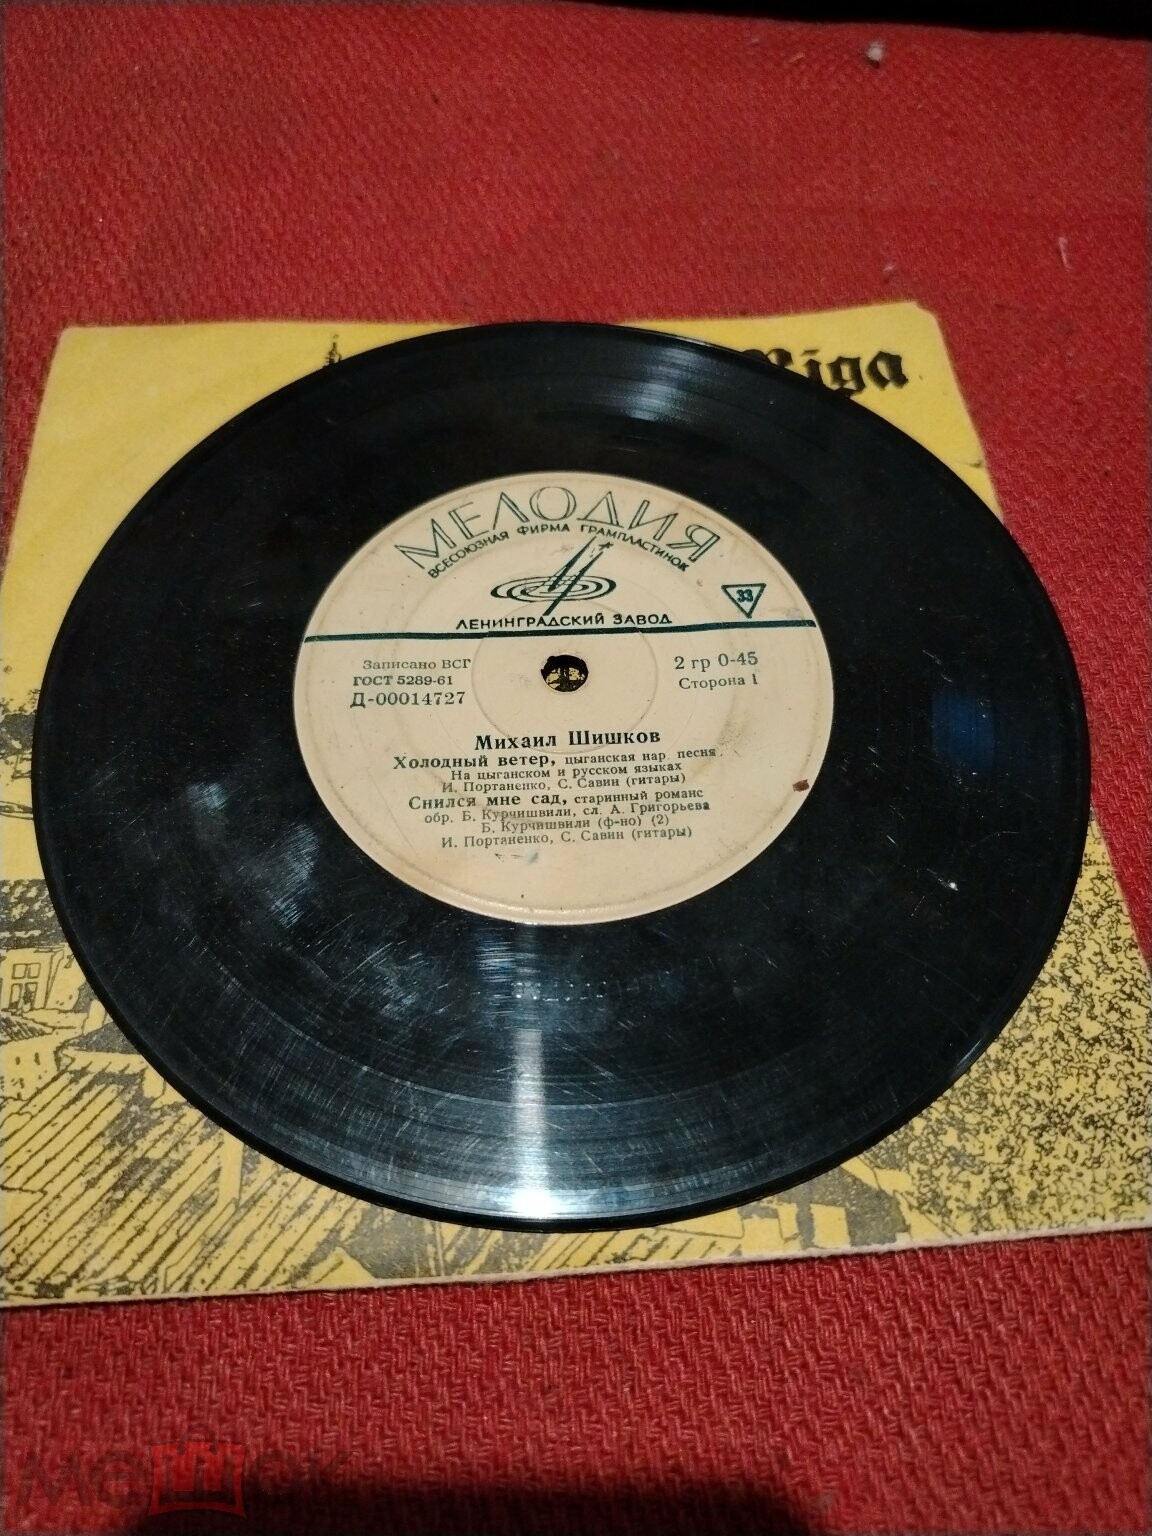 Riga
МЕЛОДИЯ
ВСЕСОЮЗНАЯ ФИРМА ГРАМПЛАСТИНОК
33
ЛЕНИНГРАДСКИЙ ЗАВОД
Записано ВСГ
ГОСТ 5289-61
Д-00014727
2 гр 0-45
Сторона 1
Михаил Шишков
Холодный ветер, цыганская нар. песня
На цыганском и русском языках
И. Портаненко, С. Савин (гитары)
Снился мне сад, старинный романс
обр. Б. Курчишвили, сл. А. Григорьева
Б. Курчишвили (ф-но) (2)
И. Портаненко, С. Савин (гитары)
мешок